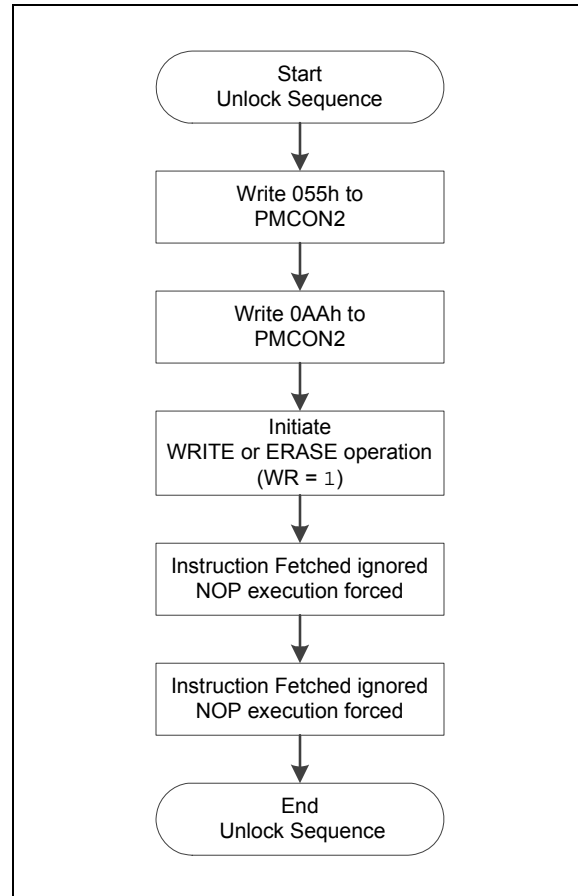 Start
Unlock Sequence
Write 055h to
PMCON2
Write 0AAh to
PMCON2
Initiate
WRITE or ERASE operation
(WR = 1)
Instruction Fetched ignored
NOP execution forced
Instruction Fetched ignored
NOP execution forced
End
Unlock Sequence